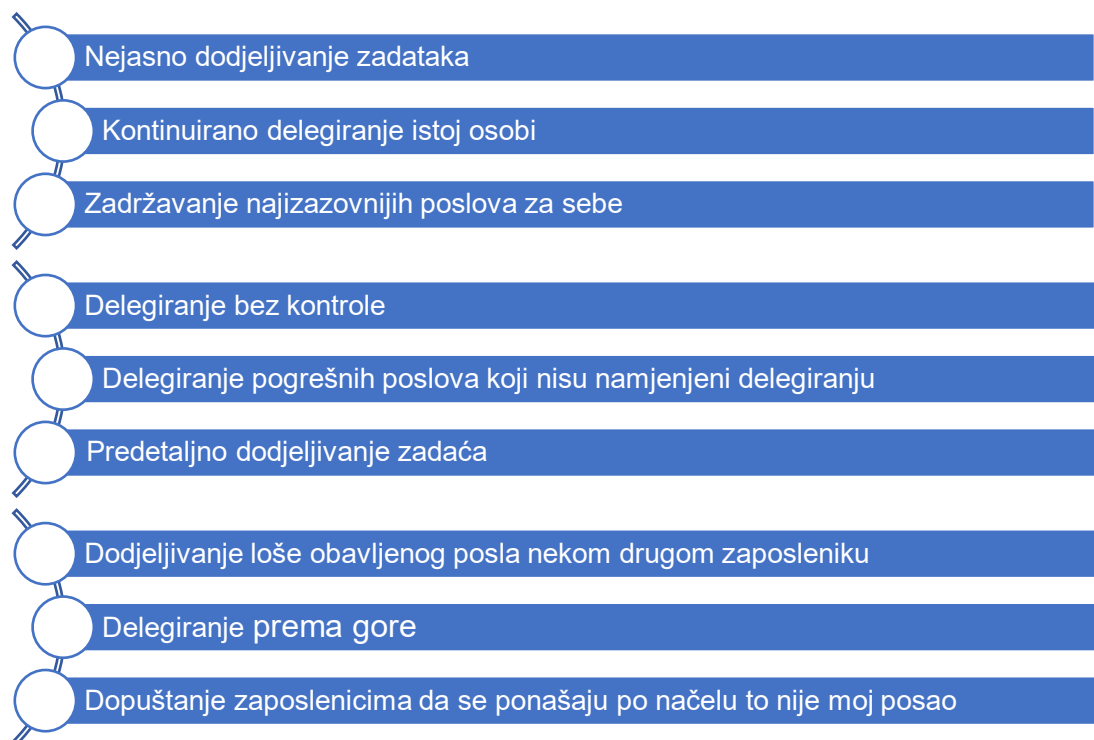 Nejasno dodjeljivanje zadataka
Kontinuirano delegiranje istoj osobi
Zadržavanje najizazovnijih poslova za sebe
Delegiranje bez kontrole
Delegiranje pogrešnih poslova koji nisu namjenjeni delegiranju
Predetaljno dodjeljivanje zadaća
Dodjeljivanje loše obavljenog posla nekom drugom zaposleniku
Delegiranje prema gore
Dopuštanje zaposlenicima da se ponašaju po načelu to nije moj posao